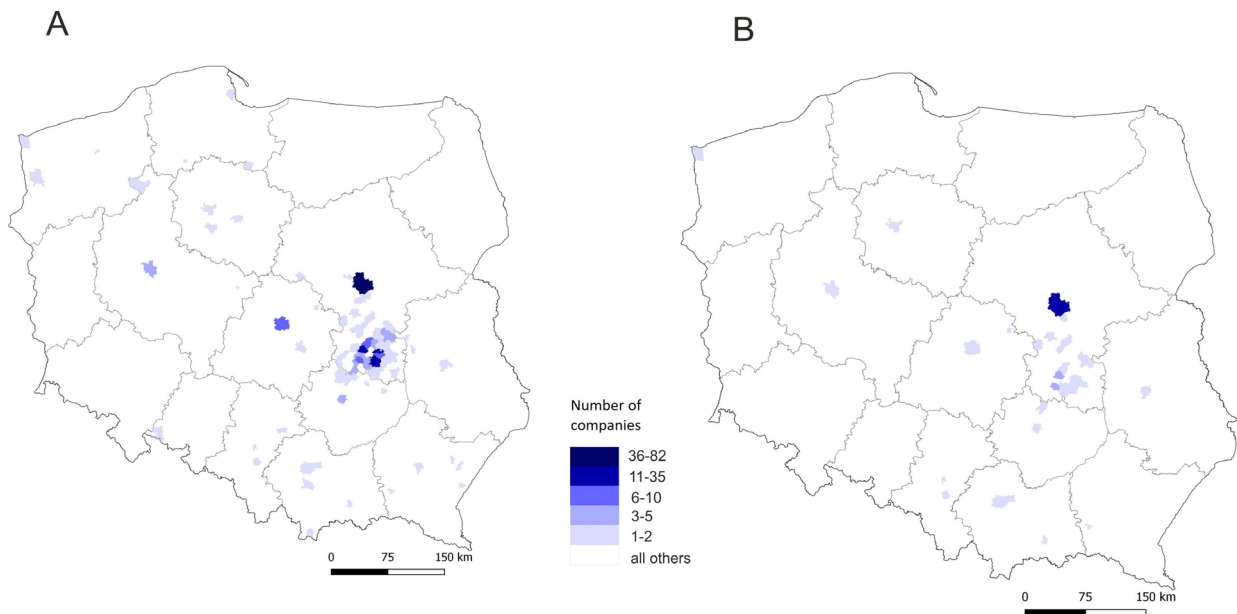 A
B
Number of
companies
36-82
11-35
6-10
3-5
1-2
all others
0 75 150 km
0 75 150 km